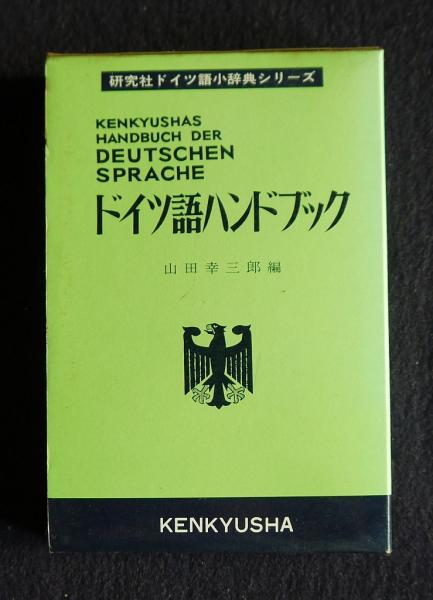 研究社ドイツ語小辞典シリーズ
KENKYUSHAS
HANDBUCH DER
DEUTSCHEN
SPRACHE
ドイツ語ハンドブック
山田幸三郎編
KENKYUSHA